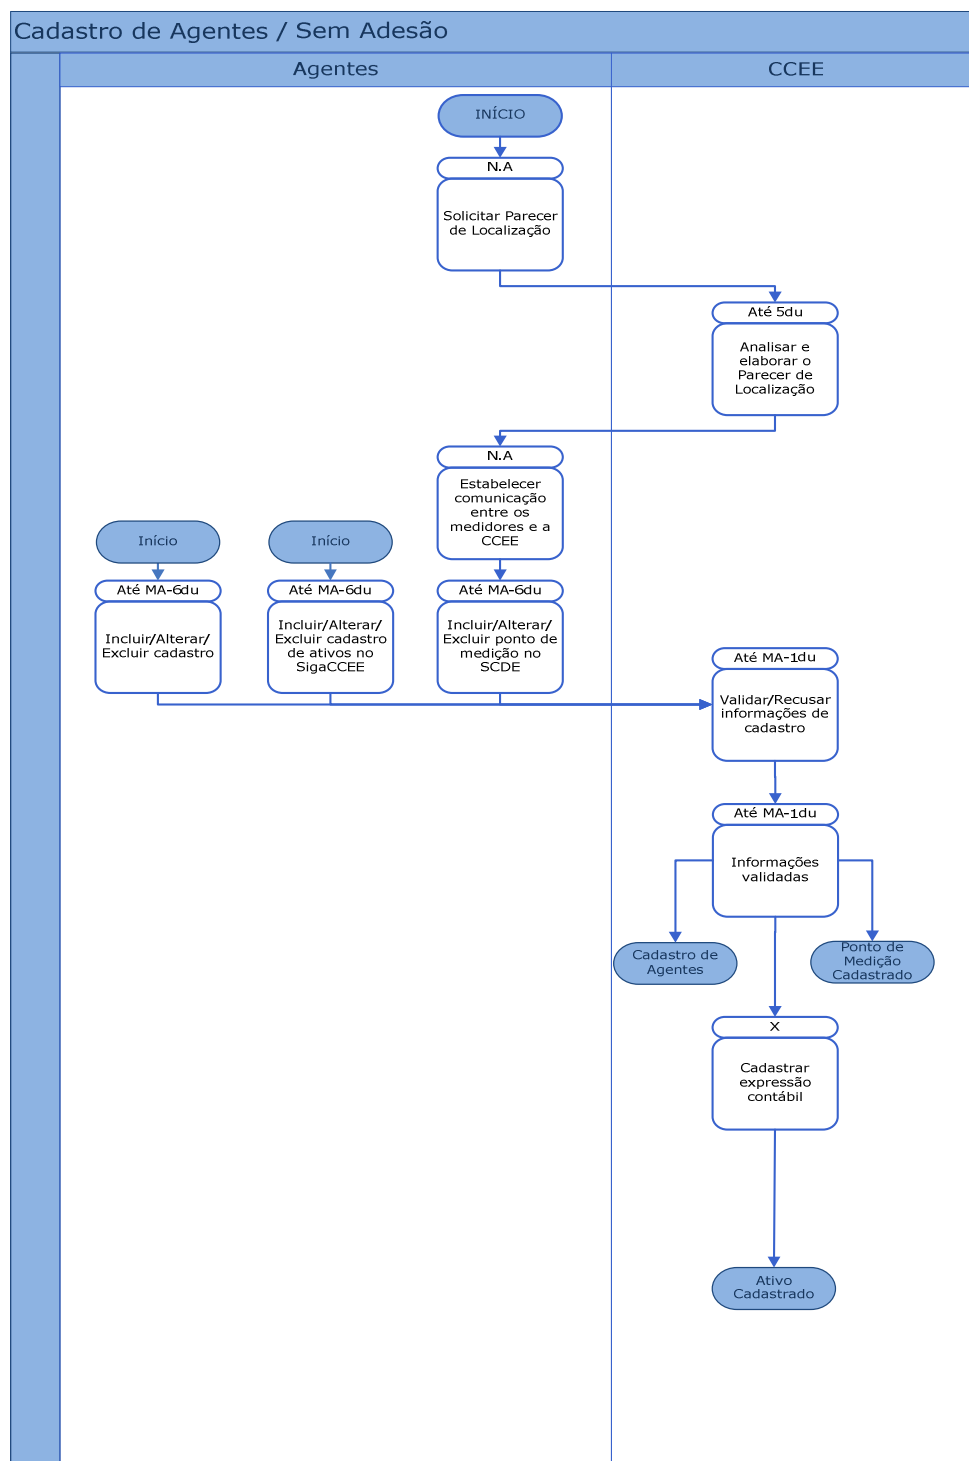 Cadastro de Agentes / Sem Adesão
Agentes
CCEE
INÍCIO
N.A
Solicitar Parecer
de Localização
Até 5du
Analisar e
elaborar o
Parecer de
Localização
N.A
Estabelecer
comunicação
entre os
medidores e a
CCEE
Início
Início
Até MA-6du
Incluir/Alterar/
Excluir cadastro
Até MA-6du
Incluir/Alterar/
Excluir cadastro
de ativos no
SigaCCEE
Até MA-6du
Incluir/Alterar/
Excluir ponto de
medição no
SCDE
Até MA-1du
Validar/Recusar
informações de
cadastro
Até MA-1du
Informações
validadas
Cadastro de
Agentes
Ponto de
Medição
Cadastrado
X
Cadastrar
expressão
contábil
Ativo
Cadastrado